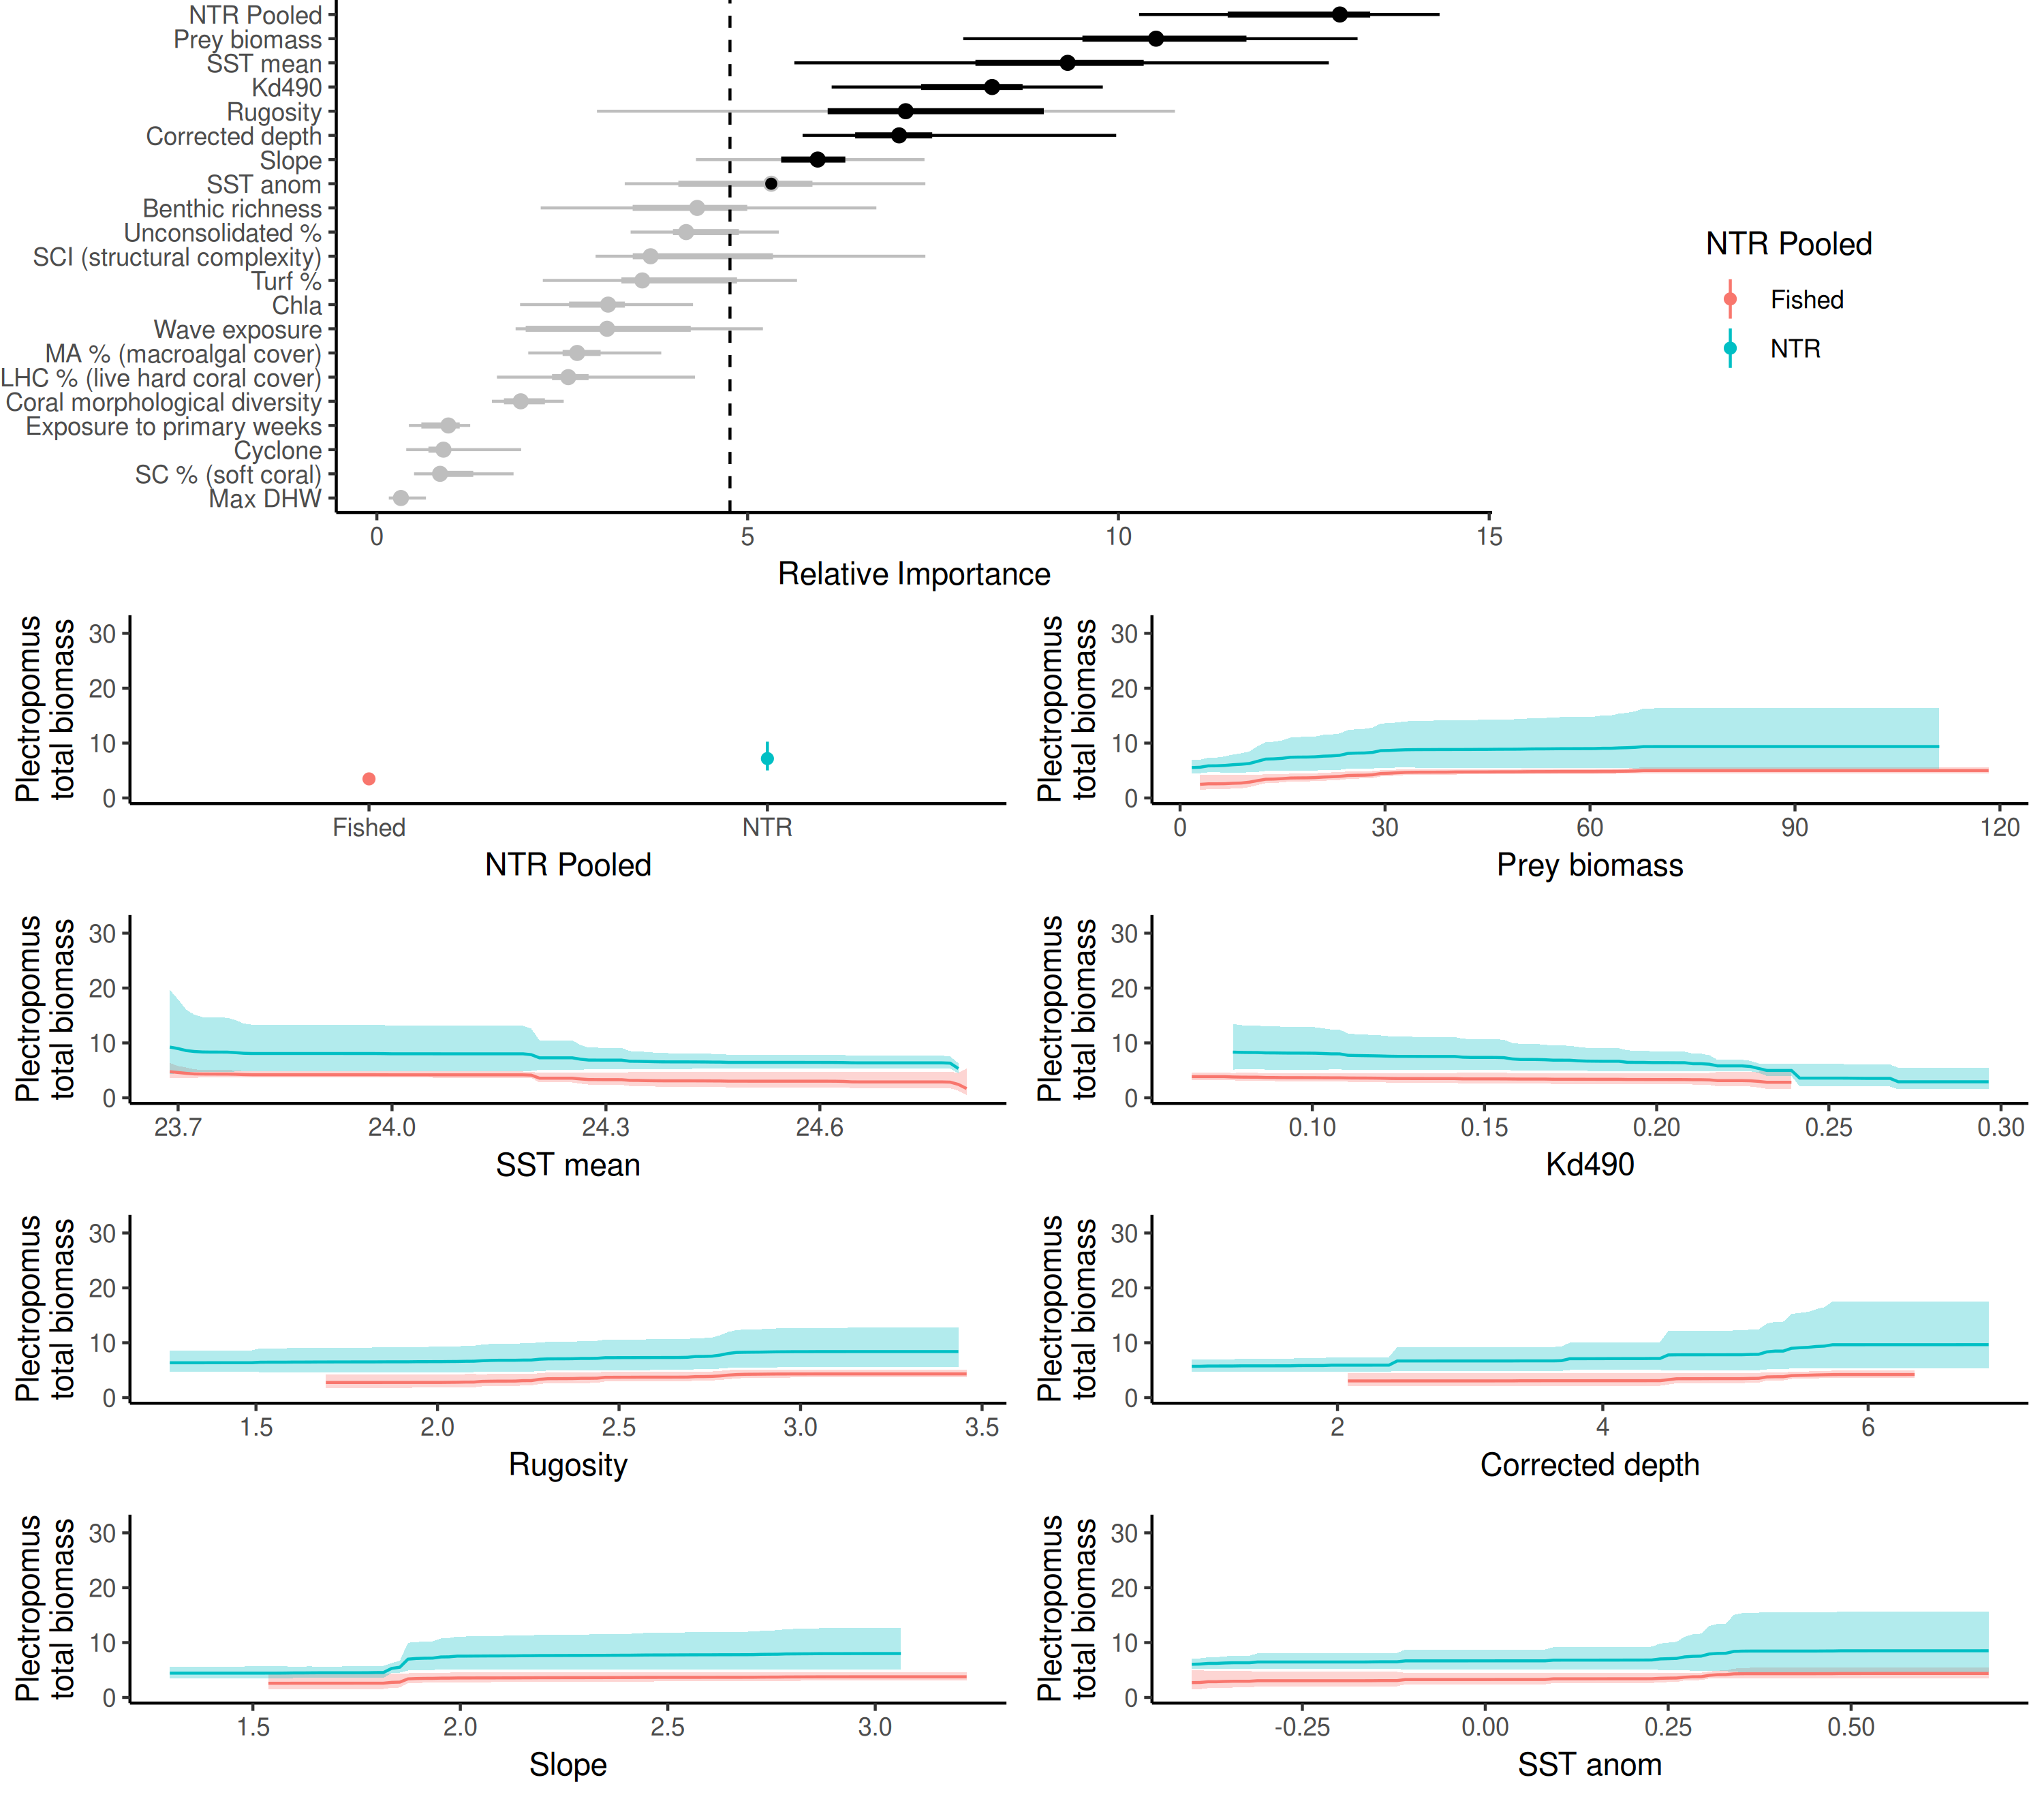 NTR Pooled
Prey biomass
SST mean
Kd490
Rugosity
Corrected depth
Slope
SST anom
Benthic richness
Unconsolidated %
SCI (structural complexity)
Turf %
Chla
Wave exposure
MA % (macroalgal cover)
LHC % (live hard coral cover)
Coral morphological diversity
Exposure to primary weeks
Cyclone
SC % (soft coral)
Max DHW
0 5 10 15
Relative Importance
NTR Pooled
Fished
NTR
Plectropomus
total biomass
30
20
10
0
Fished NTR
NTR Pooled
Plectropomus
total biomass
30
20
10
0
0 30 60 90 120
Prey biomass
Plectropomus
total biomass
30
20
10
0
23.7 24.0 24.3 24.6
SST mean
Plectropomus
total biomass
30
20
10
0
0.10 0.15 0.20 0.25 0.30
Kd490
Plectropomus
total biomass
30
20
10
0
1.5 2.0 2.5 3.0 3.5
Rugosity
Plectropomus
total biomass
30
20
10
0
2 4 6
Corrected depth
Plectropomus
total biomass
30
20
10
0
1.5 2.0 2.5 3.0
Slope
Plectropomus
total biomass
30
20
10
0
-0.25 0.00 0.25 0.50
SST anom